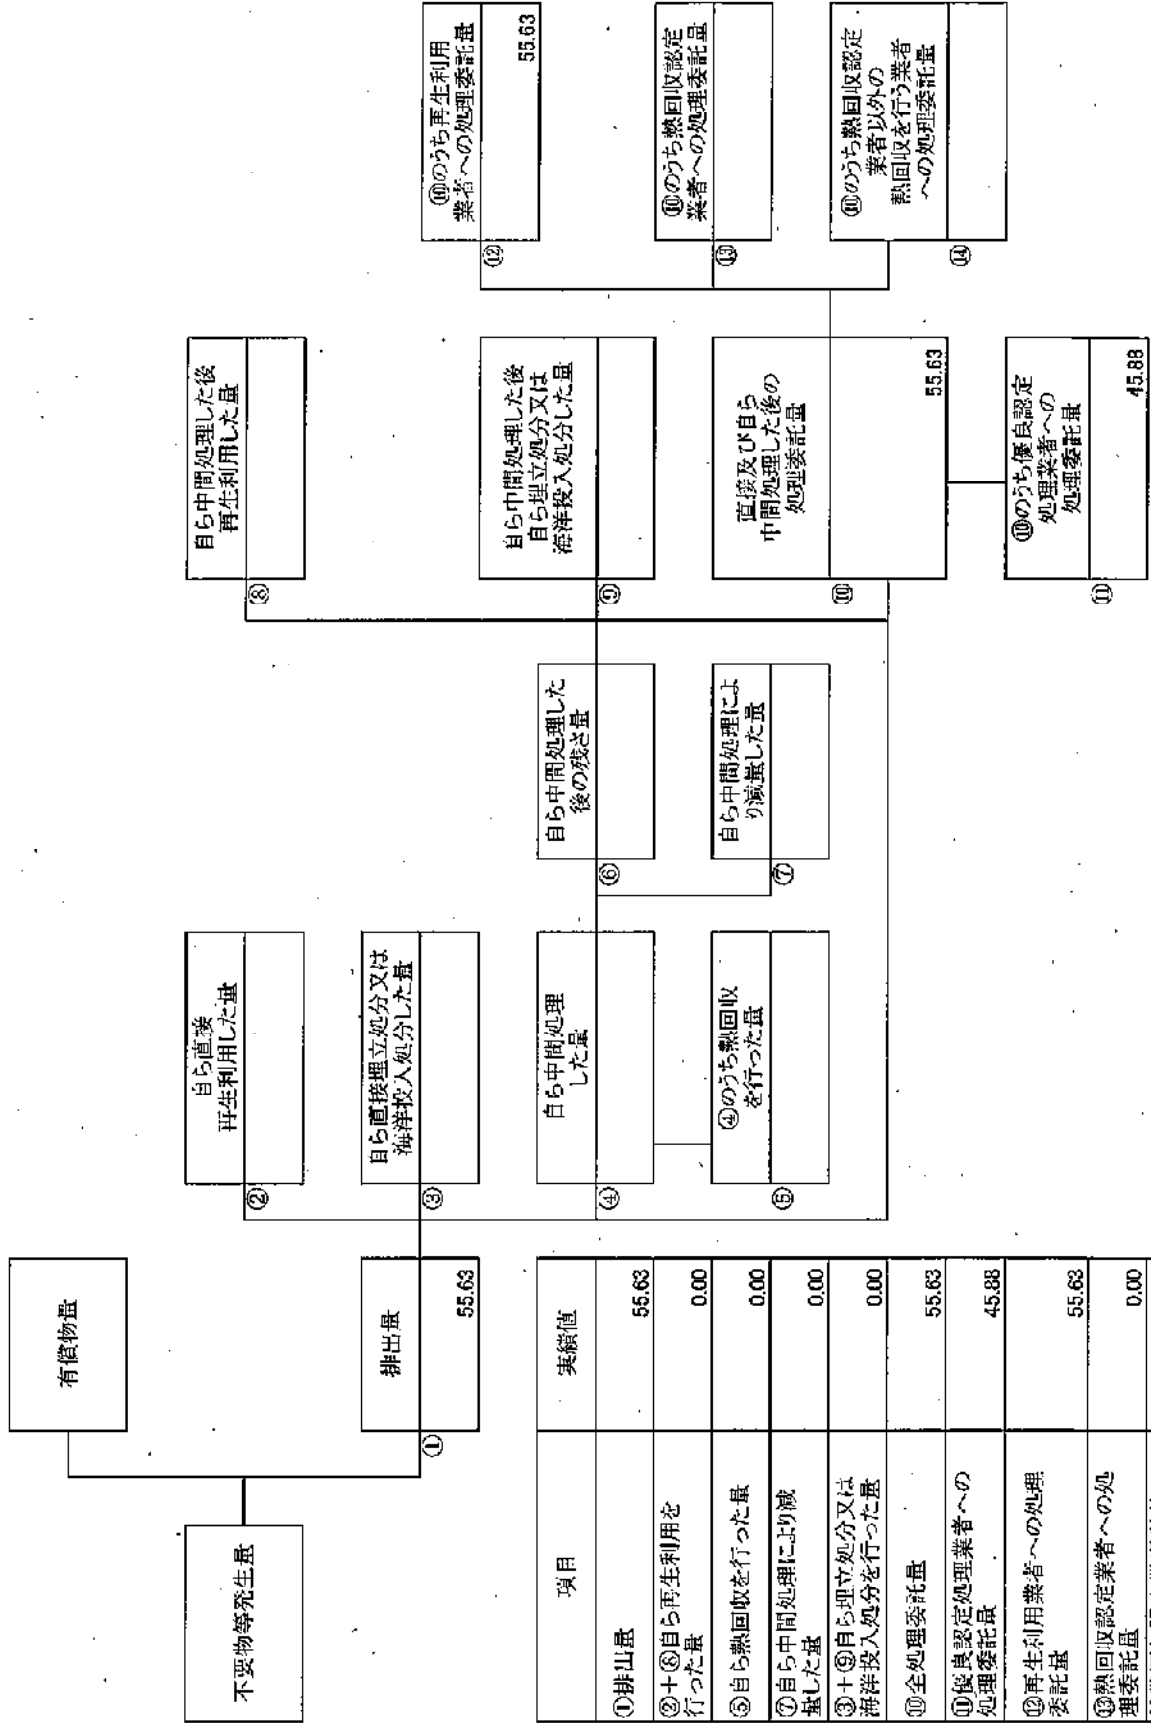 不要物等発生量
有償物量
排出量
①
55.63
自ら直接
再生利用した量
②
自ら直接埋立処分又は
海洋投入処分した量
③
自ら中間処理
した量
④
④のうち熱回収
を行った量
⑤
自ら中間処理した
後の残さ量
⑥
自ら中間処理によ
り減量した量
⑦
自ら中間処理した後
再生利用した量
⑧
自ら中間処理した後
自ら埋立処分又は
海洋投入処分した量
⑨
直接及び自ら
中間処理した後の
処理委託量
⑩
55.63
⑩のうち優良認定
処理業者への
処理委託量
⑪
45.88
⑩のうち再生利用
業者への処理委託量
⑫
55.63
⑩のうち熱回収認定
業者への処理委託量
⑬
⑩のうち熱回収認定
業者以外の
熱回収を行う業者
への処理委託量
⑭
項目
実績値
①排出量
55.63
②+⑧自ら再生利用を
行った量
0.00
⑤自ら熱回収を行った量
0.00
⑦自ら中間処理により減
量した量
0.00
③+⑨自ら埋立処分又は
海洋投入処分を行った量
0.00
⑩全処理委託量
55.63
⑪優良認定処理業者への
処理委託量
45.88
⑫再生利用業者への処理
委託量
55.63
⑬熱回収認定業者への処
理委託量
0.00